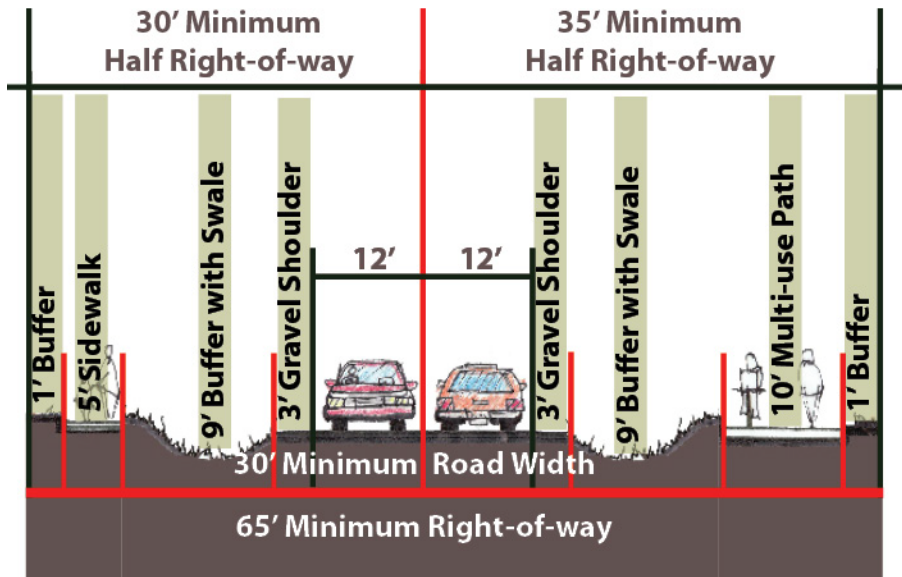 30’ Minimum
Half Right-of-way
35’ Minimum
Half Right-of-way
1’ Buffer
5’ Sidewalk
9’ Buffer with Swale
3’ Gravel Shoulder
12’
12’
3’ Gravel Shoulder
9’ Buffer with Swale
10’ Multi-use Path
1’ Buffer
30’ Minimum Road Width
65’ Minimum Right-of-way